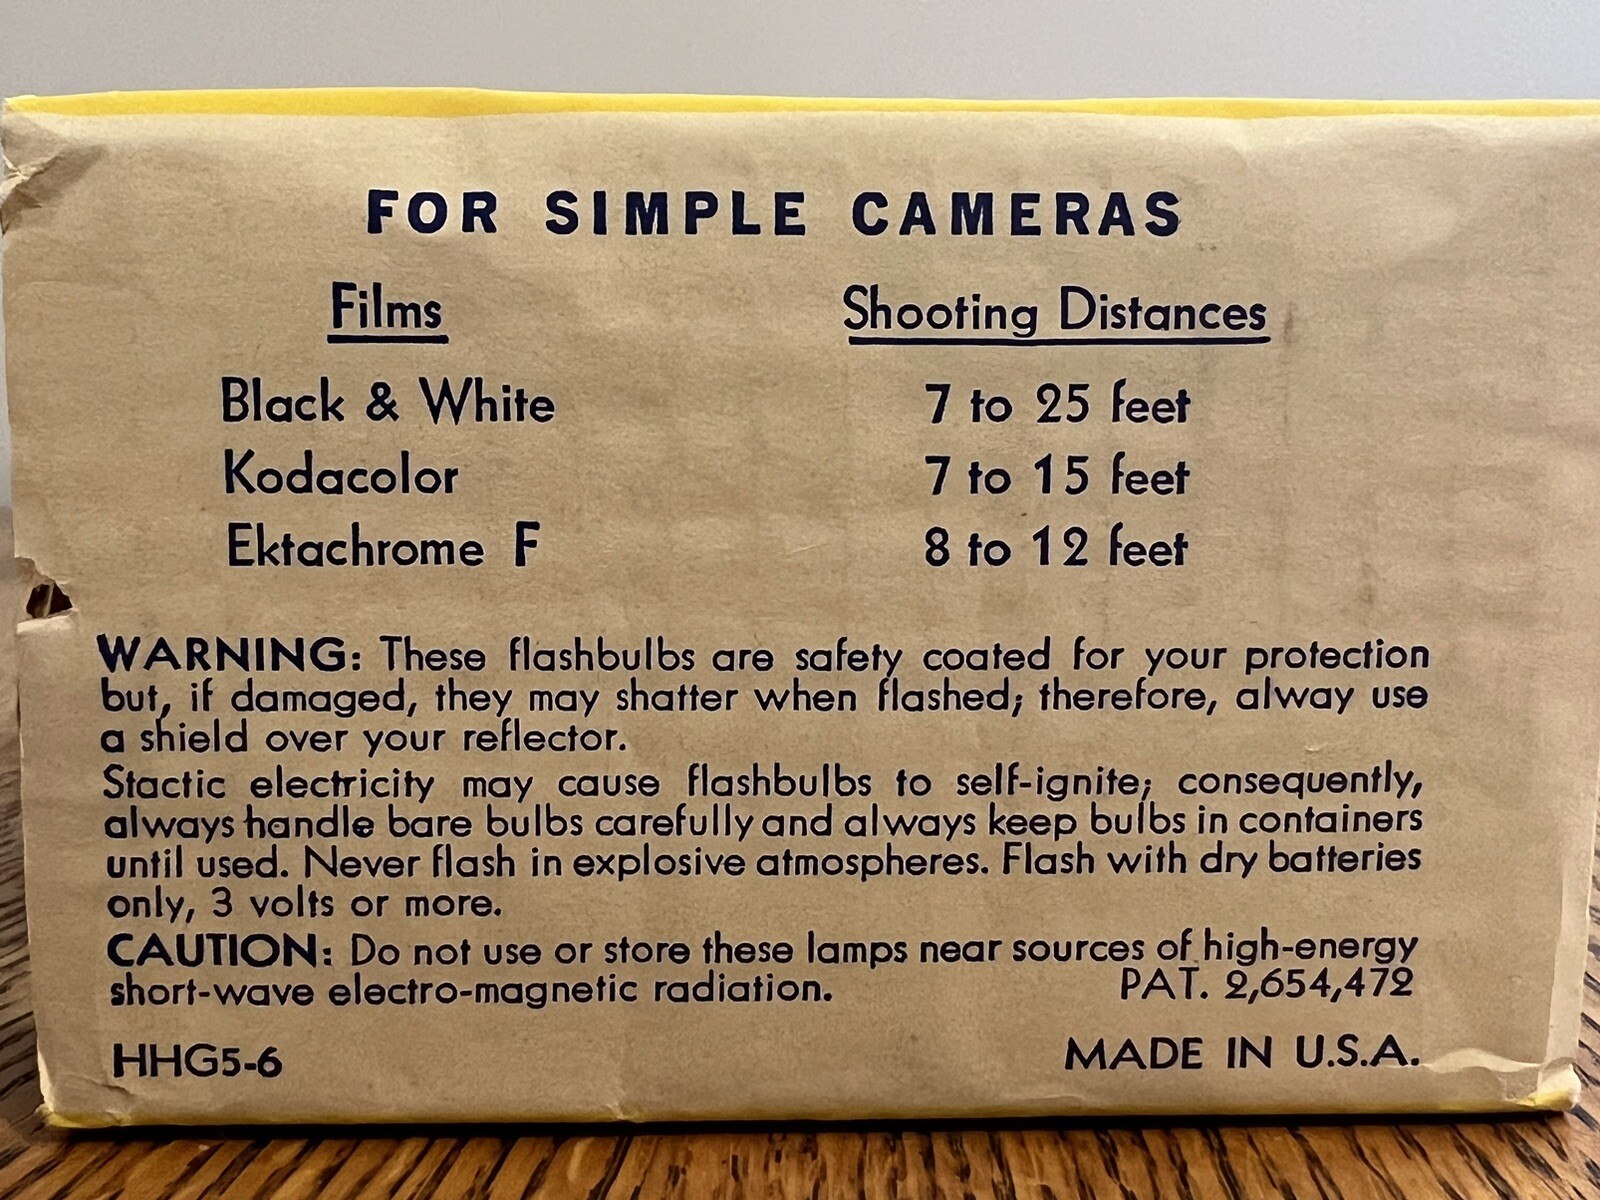 FOR SIMPLE CAMERAS
Films Shooting Distances
Black & White 7 to 25 feet
Kodacolor 7 to 15 feet
Ektachrome F 8 to 12 feet
WARNING: These flashbulbs are safety coated for your protection
but, if damaged, they may shatter when flashed; therefore, alway use
a shield over your reflector.
Stactic electricity may cause flashbulbs to self-ignite; consequently,
always handle bare bulbs carefully and always keep bulbs in containers
until used. Never flash in explosive atmospheres. Flash with dry batteries
only, 3 volts or more.
CAUTION: Do not use or store these lamps near sources of high-energy
short-wave electro-magnetic radiation. PAT. 2,654,472
HHG5-6 MADE IN U.S.A.